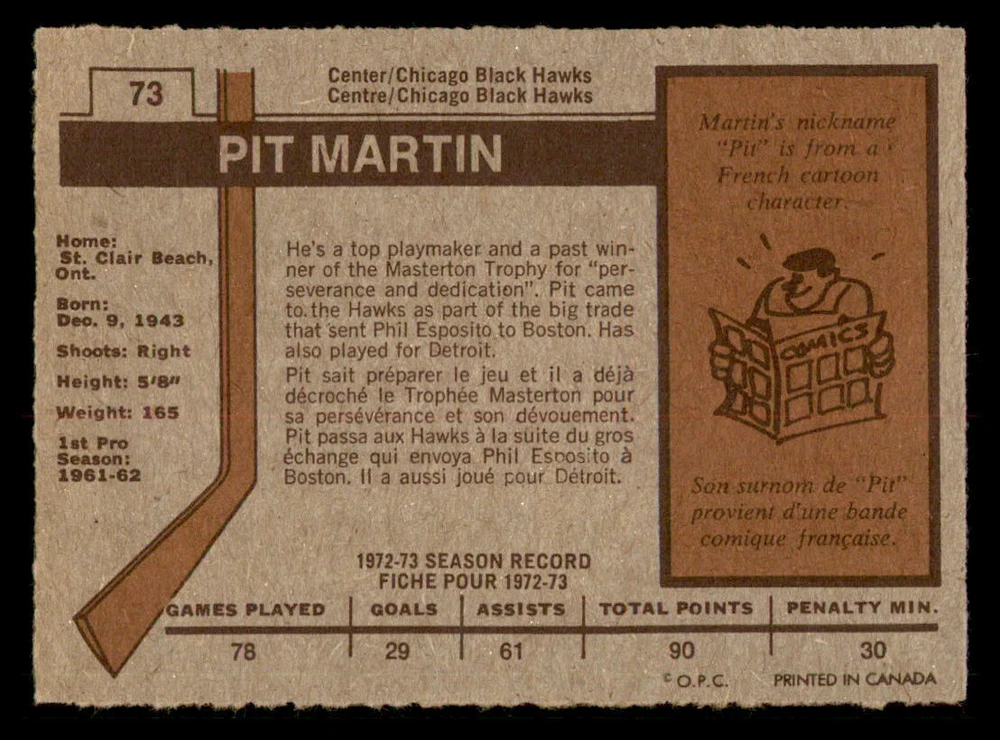 73
Center/Chicago Black Hawks
Centre/Chicago Black Hawks
PIT MARTIN
Home:
St. Clair Beach,
Ont.
Born:
Dec. 9, 1943
Shoots: Right
Height: 5'8"
Weight: 165
1st Pro
Season:
1961-62
He's a top playmaker and a past win-
ner of the Masterton Trophy for "per-
severance and dedication". Pit came
to the Hawks as part of the big trade
that sent Phil Esposito to Boston. Has
also played for Detroit.
Pit sait préparer le jeu et il a déjà
décroché le Trophée Masterton pour
sa persévérance et son dévouement.
Pit passa aux Hawks à la suite du gros
échange qui envoya Phil Esposito à
Boston. Il a aussi joué pour Détroit.
Martin's nickname
"Pit" is from a
French cartoon
character.
COMICS
Son surnom de "Pit"
provient d'une bande
comique française.
1972-73 SEASON RECORD
FICHE POUR 1972-73
GAMES PLAYED GOALS ASSISTS TOTAL POINTS PENALTY MIN.
78 29 61 90 30
© O.P.C. PRINTED IN CANADA